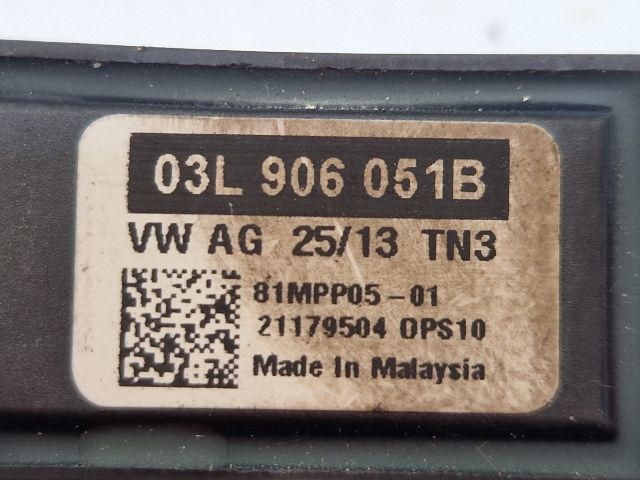 03L 906 051B
VW AG 25/13 TN3
81MPP05-01
21179504 DPS10
Made In Malaysia